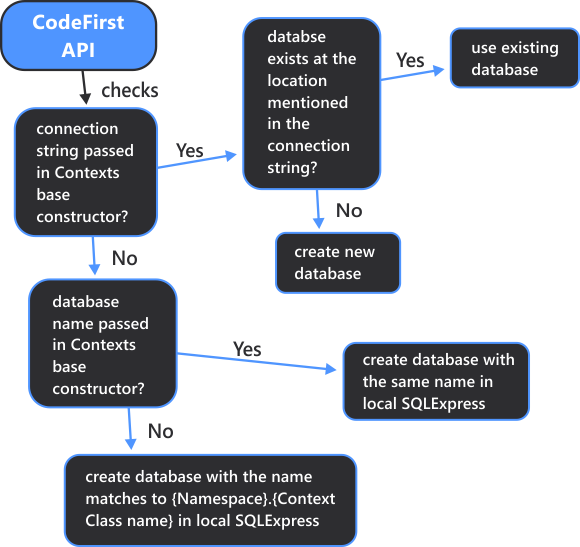 CodeFirst
API
checks
connection
string passed
in Contexts
base
constructor?
Yes
databse
exists at the
location
mentioned
in the
connection
string?
Yes
use existing
database
No
create new
database
No
database
name passed
in Contexts
base
constructor?
Yes
create database with
the same name in
local SQLExpress
No
create database with the name
matches to {Namespace}.{Context
Class name} in local SQLExpress